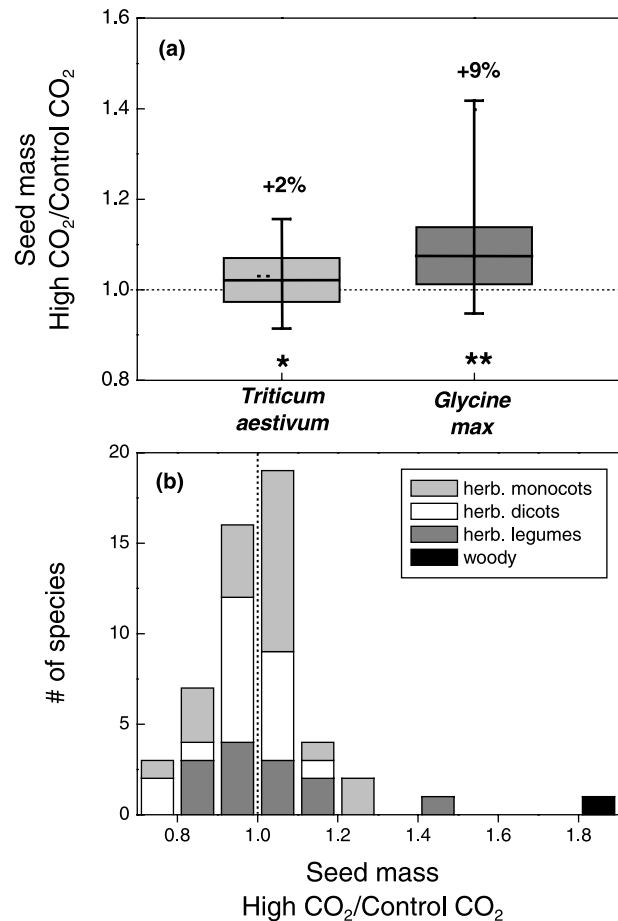 (a)
+9%
+2%
Seed mass
High CO₂/Control CO₂
1.6
1.4
1.2
1.0
0.8
*
**
Triticum
aestivum
Glycine
max
(b)
herb. monocots
herb. dicots
herb. legumes
woody
# of species
20
15
10
5
0
0.8 1.0 1.2 1.4 1.6 1.8
Seed mass
High CO₂/Control CO₂